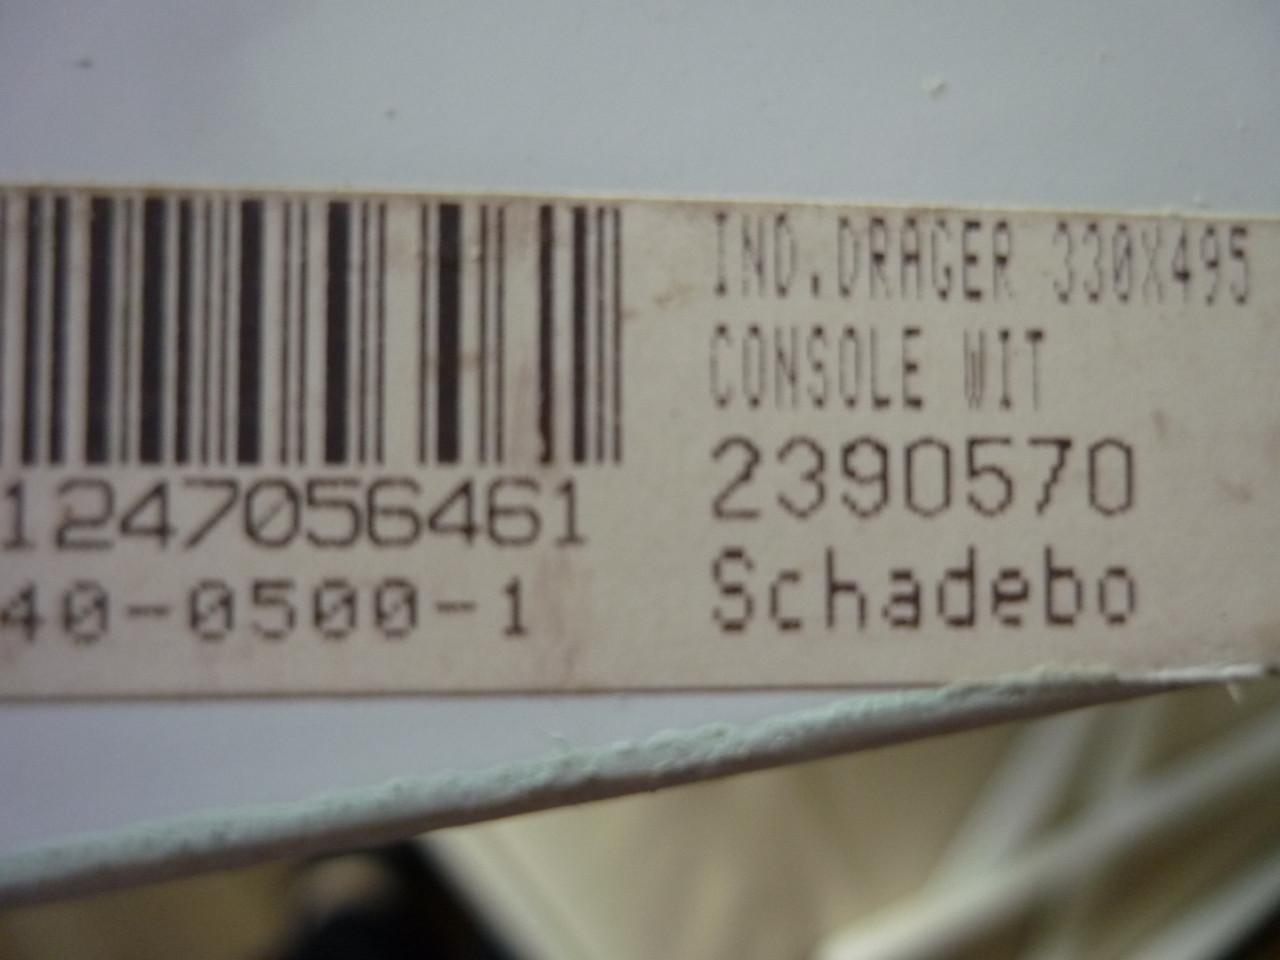 IND.DRAGER 330X495
CONSOLE WIT
2390570
Schadebo
1247056461
40-0500-1